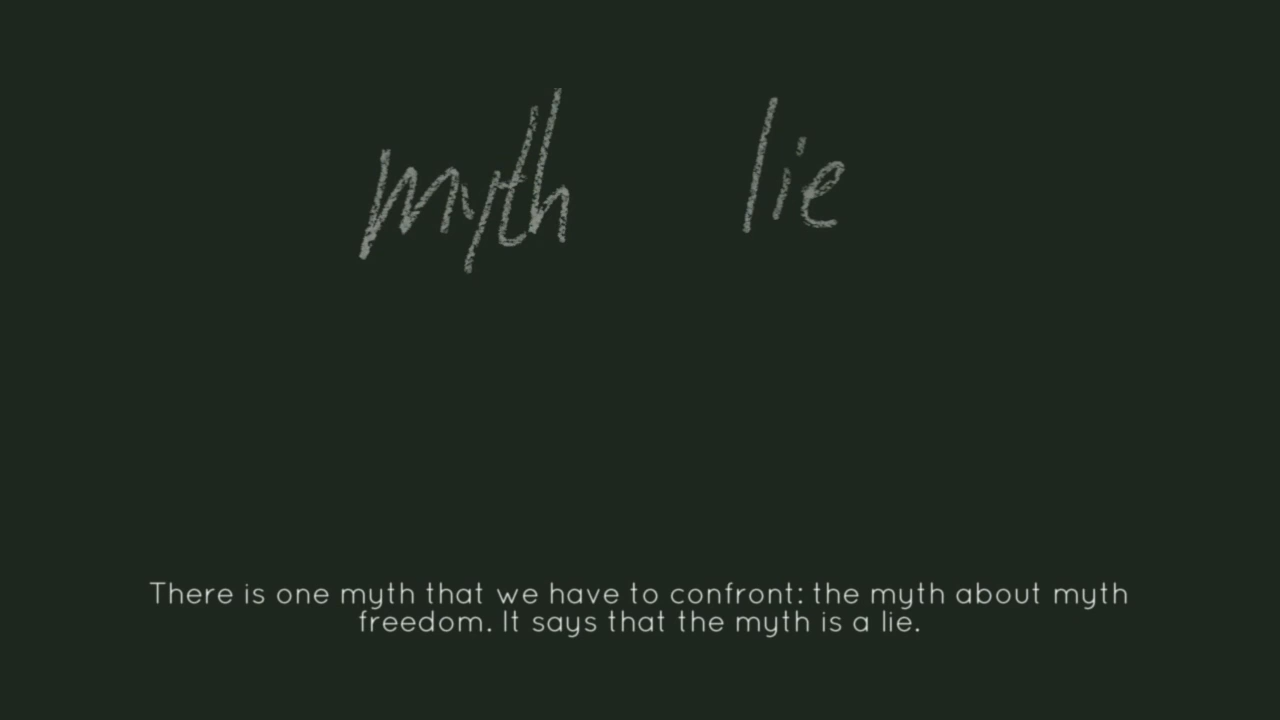 myth lie
There is one myth that we have to confront: the myth about myth
freedom. It says that the myth is a lie.